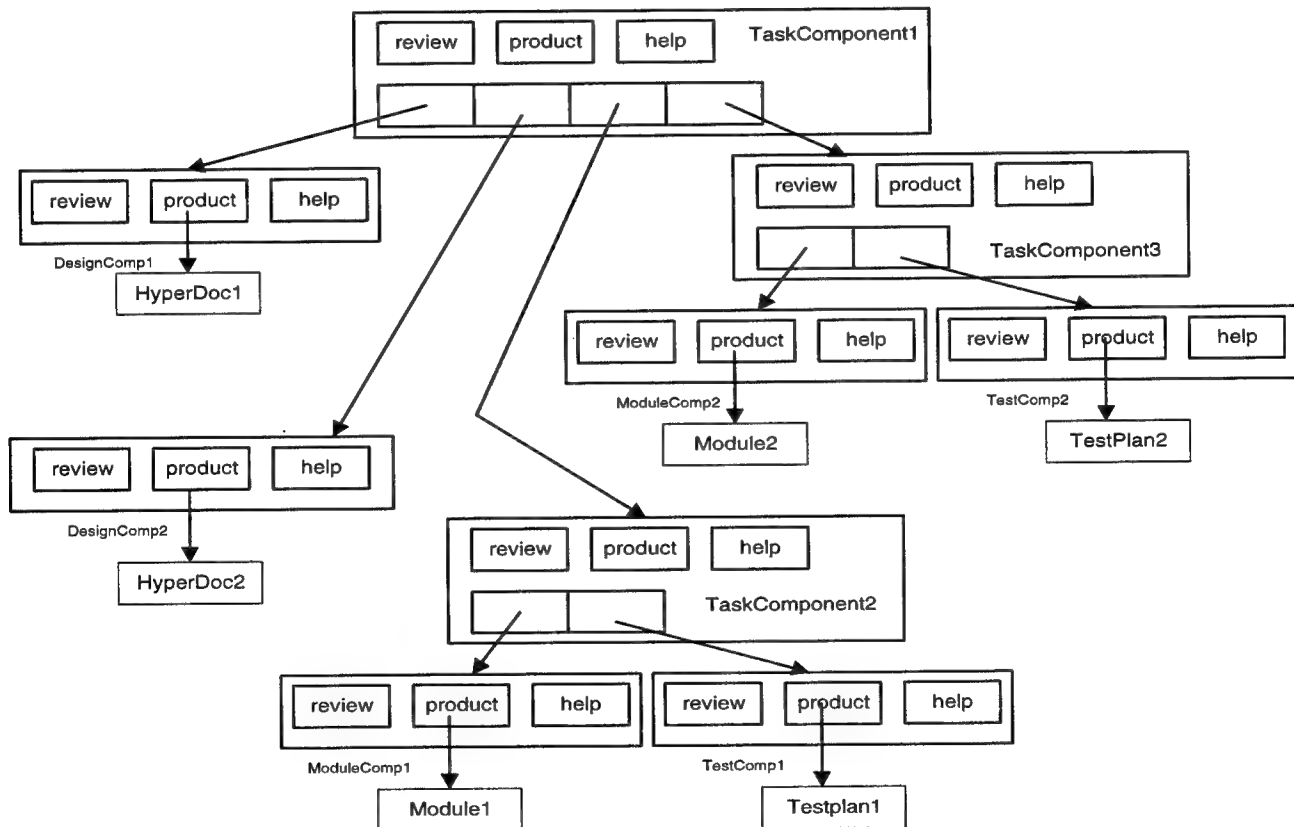 review product help TaskComponent1
review product help
review product help
DesignComp1
TaskComponent3
HyperDoc1
review product help
review product help
ModuleComp2
TestComp2
Module2
TestPlan2
review product help
DesignComp2
review product help
HyperDoc2
TaskComponent2
review product help
review product help
ModuleComp1
TestComp1
Module1
Testplan1